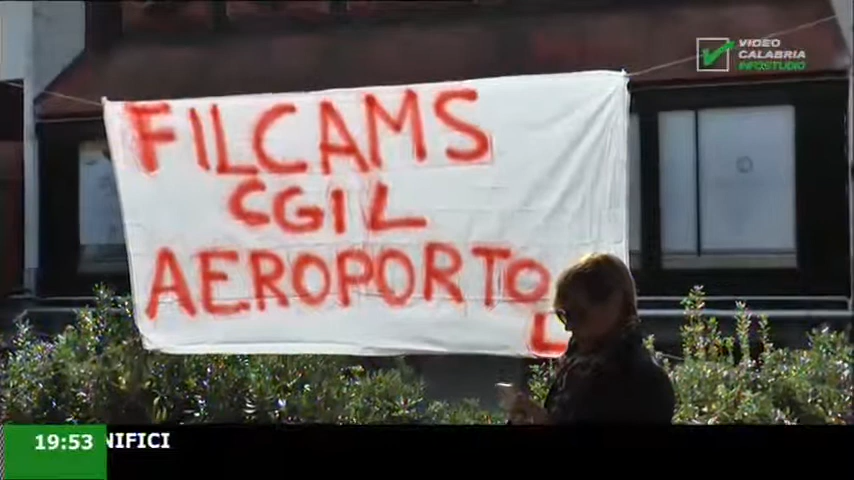 VIDEO
CALABRIA
INFOSTUDIO
FILCAMS
CGIL
AEROPORTO
L
19:53
NIFICI